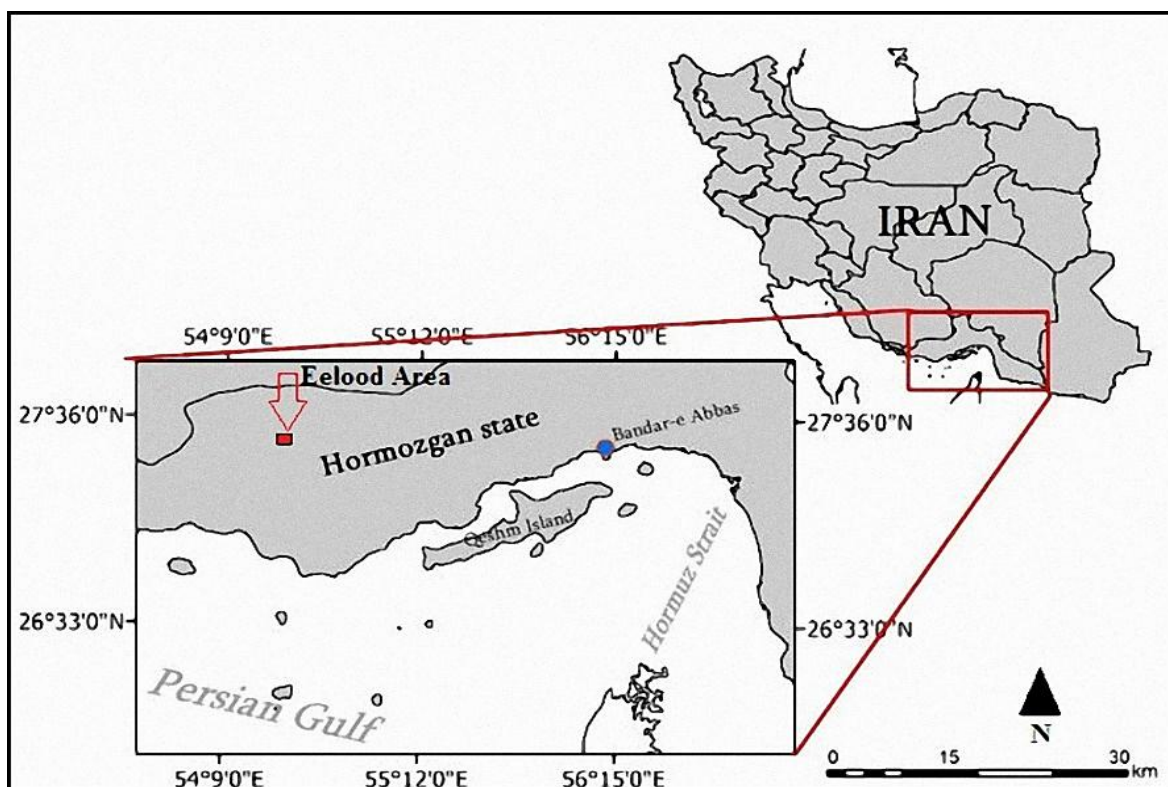 IRAN
54°9'0"E 55°12'0"E 56°15'0"E
Eelood Area
27°36'0"N
27°36'0"N
Hormozgan state
Bandar-e Abbas
Qeshm Island
Hormuz Strait
26°33'0"N
26°33'0"N
Persian Gulf
N
54°9'0"E 55°12'0"E 56°15'0"E
0 15 30
km